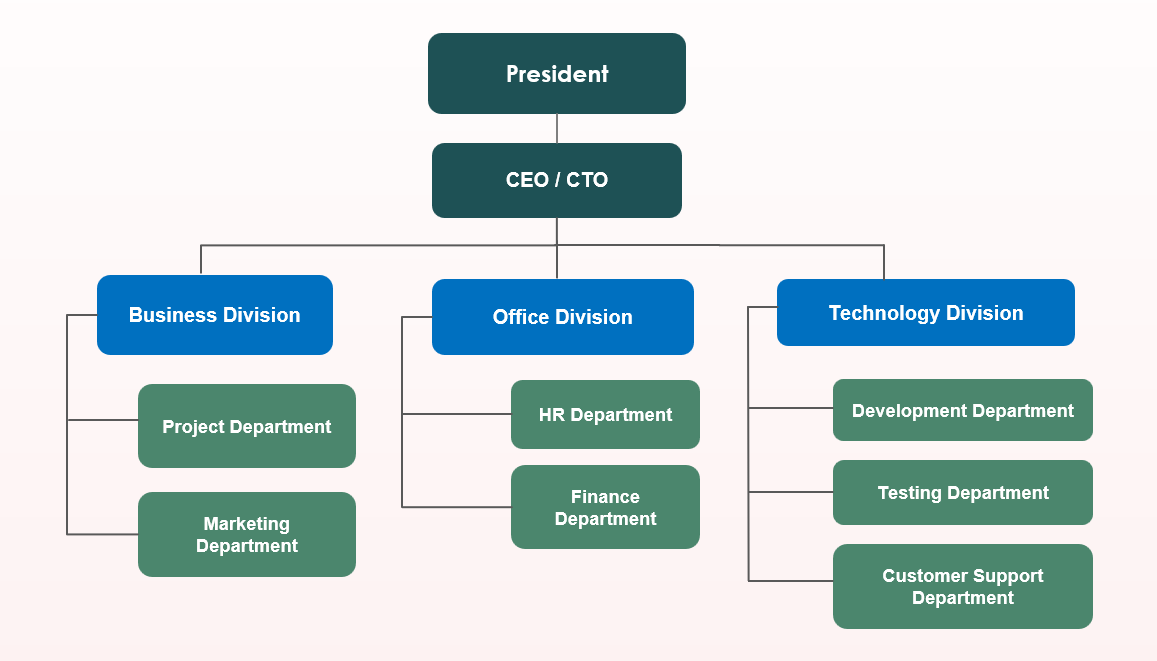 President
CEO / CTO
Business Division
Office Division
Technology Division
Project Department
Marketing
Department
HR Department
Finance
Department
Development Department
Testing Department
Customer Support
Department